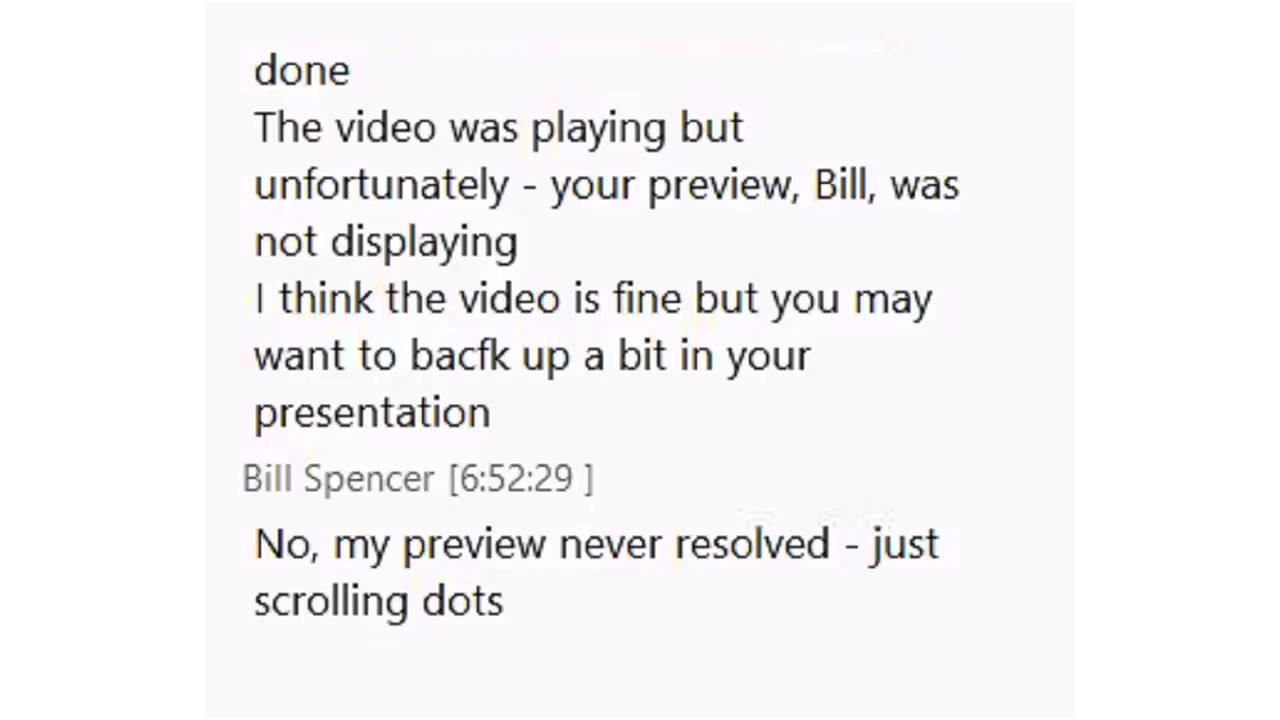 done
The video was playing but
unfortunately - your preview, Bill, was
not displaying
I think the video is fine but you may
want to bacfk up a bit in your
presentation
Bill Spencer [6:52:29 ]
No, my preview never resolved - just
scrolling dots